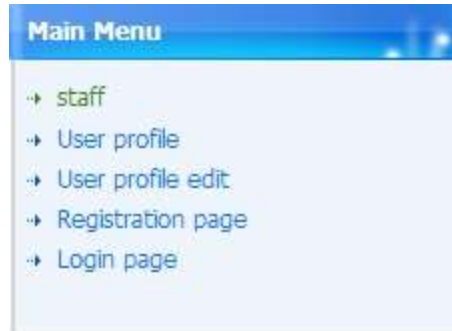 Main Menu
staff
User profile
User profile edit
Registration page
Login page